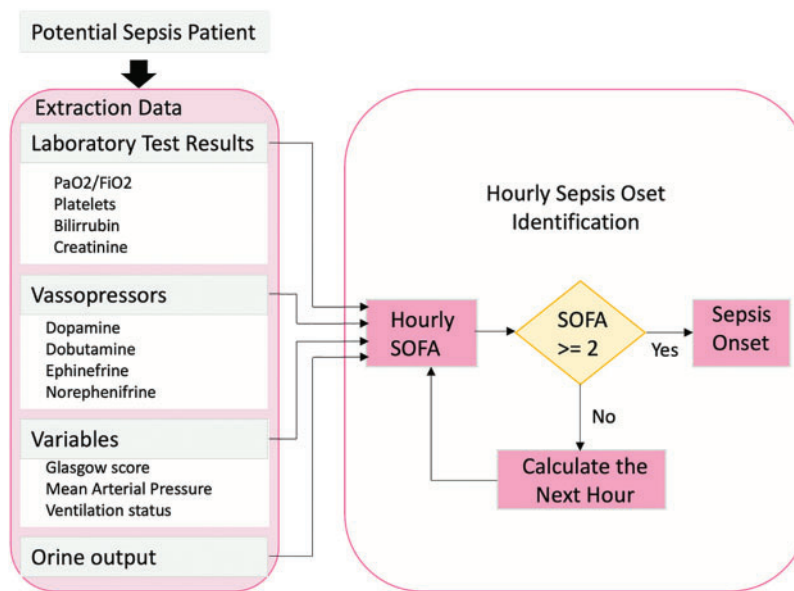 Potential Sepsis Patient
Extraction Data
Laboratory Test Results
PaO2/FiO2
Platelets
Bilirrubin
Creatinine
Vassopressors
Dopamine
Dobutamine
Ephinefrine
Norephenifrine
Variables
Glasgow score
Mean Arterial Pressure
Ventilation status
Orine output
Hourly Sepsis Oset
Identification
Hourly
SOFA
SOFA
>= 2
Yes
Sepsis
Onset
No
Calculate the
Next Hour